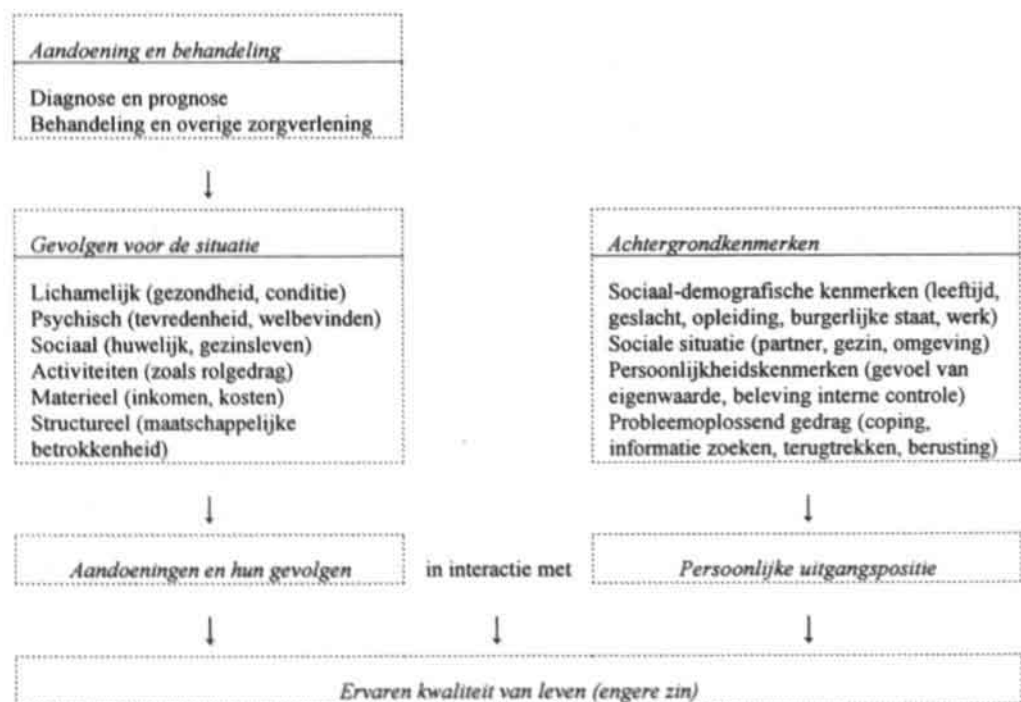 Aandoening en behandeling
Diagnose en prognose
Behandeling en overige zorgverlening
↓
Gevolgen voor de situatie
Lichamelijk (gezondheid, conditie)
Psychisch (tevredenheid, welbevinden)
Sociaal (huwelijk, gezinsleven)
Activiteiten (zoals rolgedrag)
Materieel (inkomen, kosten)
Structureel (maatschappelijke
betrokkenheid)
Achtergrondkenmerken
Sociaal-demografische kenmerken (leeftijd,
geslacht, opleiding, burgerlijke staat, werk)
Sociale situatie (partner, gezin, omgeving)
Persoonlijkheidskenmerken (gevoel van
eigenwaarde, beleving interne controle)
Probleemoplossend gedrag (coping,
informatie zoeken, terugtrekken, berusting)
↓ ↓
Aandoeningen en hun gevolgen in interactie met Persoonlijke uitgangspositie
↓ ↓ ↓
Ervaren kwaliteit van leven (engere zin)